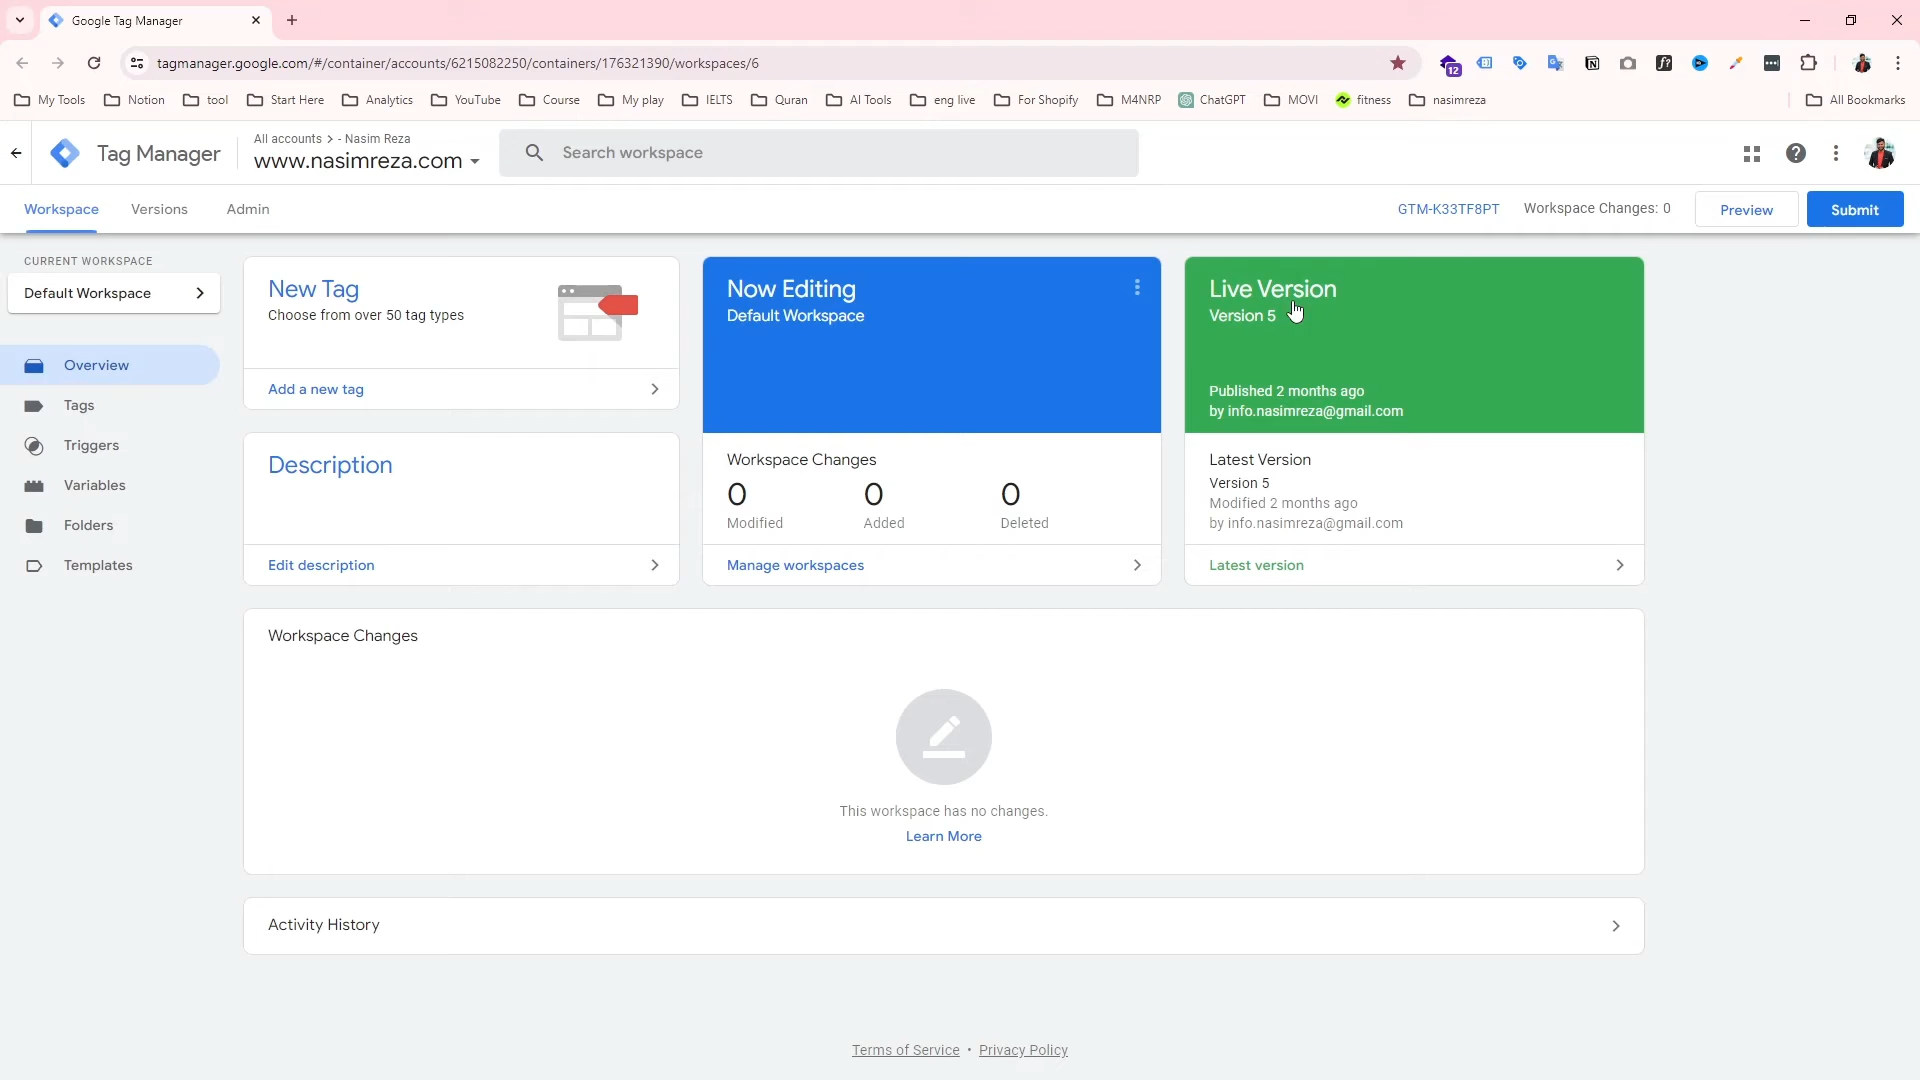 Google Tag Manager
tagmanager.google.com/#/container/accounts/6215082250/containers/176321390/workspaces/6
12
My Tools
Notion
tool
Start Here
Analytics
YouTube
Course
My play
IELTS
Quran
AI Tools
eng live
For Shopify
M4NRP
ChatGPT
MOVI
fitness
nasimreza
All Bookmarks
Tag Manager
All accounts > - Nasim Reza
www.nasimreza.com
Search workspace
Workspace
Versions
Admin
GTM-K33TF8PT
Workspace Changes: 0
Preview
Submit
CURRENT WORKSPACE
Default Workspace
Overview
Tags
Triggers
Variables
Folders
Templates
New Tag
Choose from over 50 tag types
Add a new tag
Description
Edit description
Now Editing
Default Workspace
Workspace Changes
0 0 0
Modified Added Deleted
Manage workspaces
Live Version
Version 5
Published 2 months ago
by info.nasimreza@gmail.com
Latest Version
Version 5
Modified 2 months ago
by info.nasimreza@gmail.com
Latest version
Workspace Changes
This workspace has no changes.
Learn More
Activity History
Terms of Service • Privacy Policy